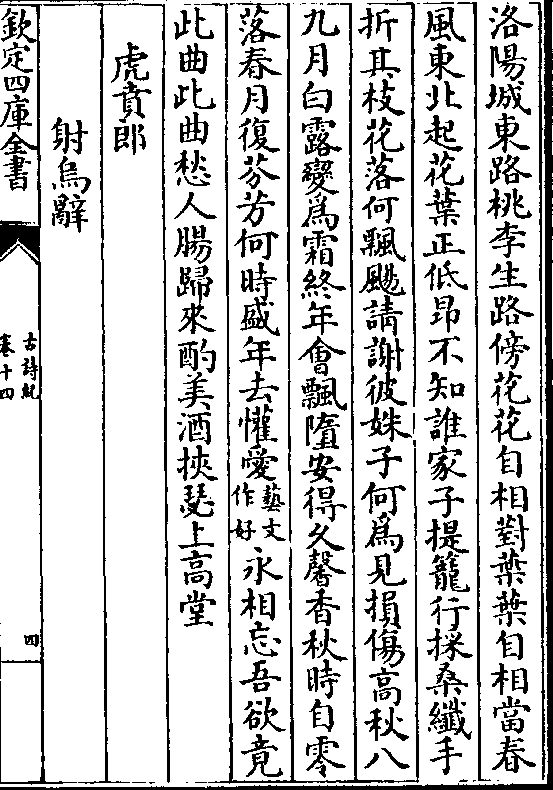 洛陽城東路桃李生路傍花花自相對葉葉自相當春
風東北起花葉正低昂不知誰家子提籠行採桑纖手
折其枝花落何飄颺請謝彼姝子何爲見損傷高秋八
九月白露變爲霜終年會飄墮安得久馨香秋時自零
落春月復芬芳何時盛年去懽愛藝文作好永相忘吾欲竟
此曲此曲愁人腸歸來酌美酒挾瑟上高堂
虎賁郎
射烏辭
欽定四庫全書
古詩紀
卷十四
四